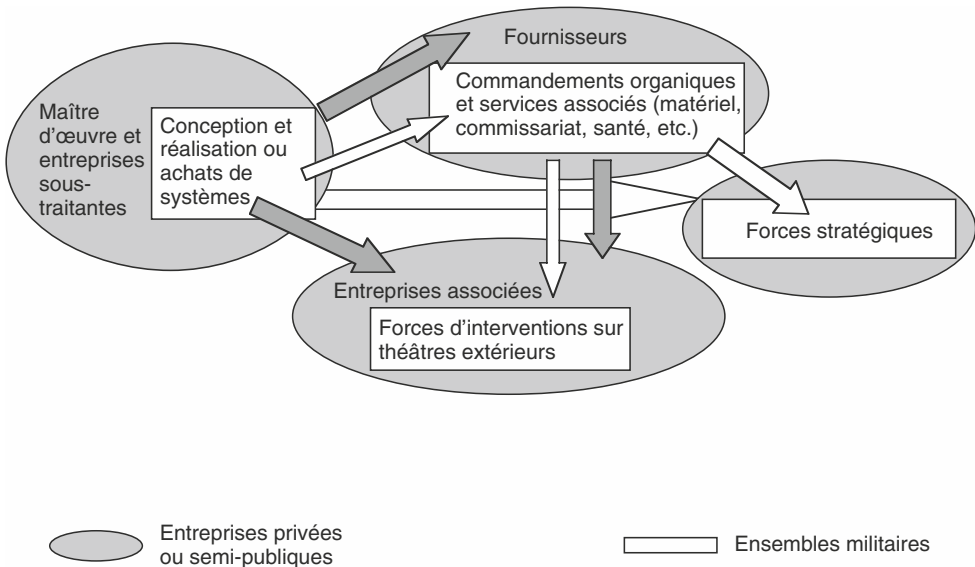 Fournisseurs
Commandements organiques
et services associés (matériel,
commissariat, santé, etc.)
Maître
d’œuvre et
entreprises
sous-
traitantes
Conception et
réalisation ou
achats de
systèmes
Forces stratégiques
Entreprises associées
Forces d’interventions sur
théâtres extérieurs
Entreprises privées
ou semi-publiques
Ensembles militaires